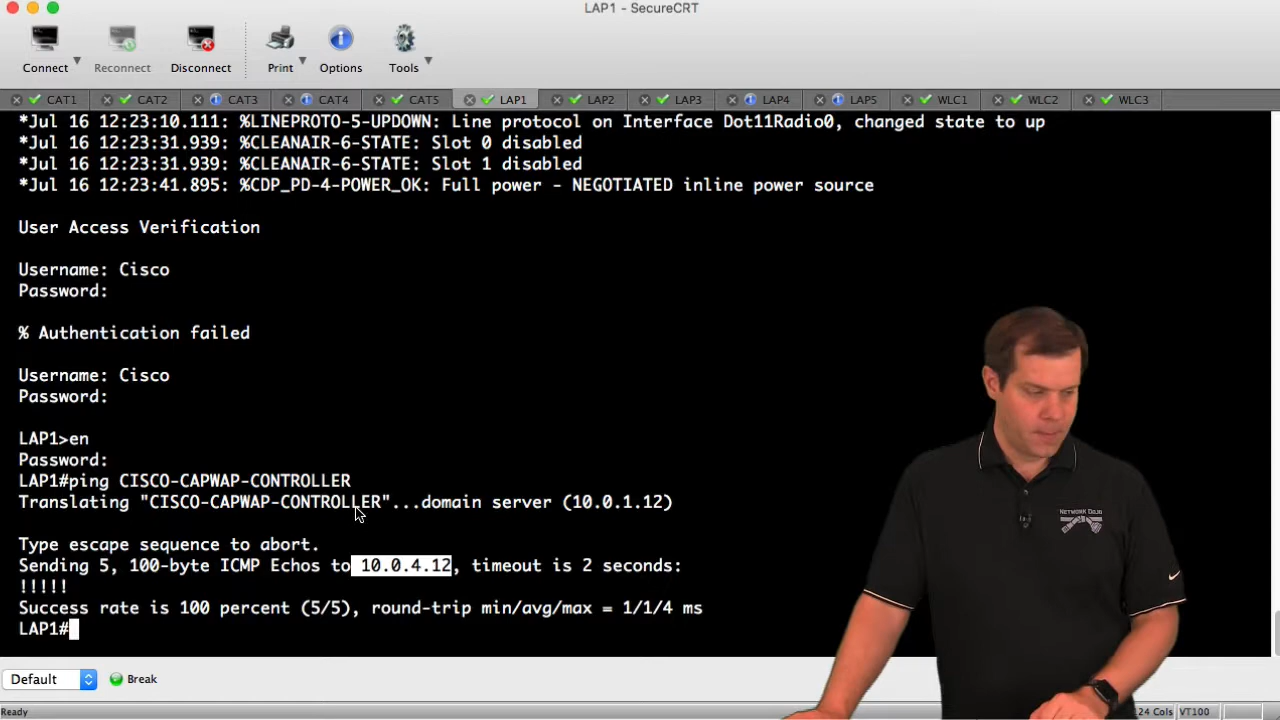 LAP1 - SecureCRT
Connect Reconnect Disconnect Print Options Tools
CAT1 CAT2 CAT3 CAT4 CAT5 LAP1 LAP2 LAP3 LAP4 LAP5 WLC1 WLC2 WLC3
*Jul 16 12:23:10.111: %LINEPROTO-5-UPDOWN: Line protocol on Interface Dot11Radio0, changed state to up
*Jul 16 12:23:31.939: %CLEANAIR-6-STATE: Slot 0 disabled
*Jul 16 12:23:31.939: %CLEANAIR-6-STATE: Slot 1 disabled
*Jul 16 12:23:41.895: %CDP_PD-4-POWER_OK: Full power - NEGOTIATED inline power source
User Access Verification
Username: Cisco
Password:
% Authentication failed
Username: Cisco
Password:
LAP1>en
Password:
LAP1#ping CISCO-CAPWAP-CONTROLLER
Translating "CISCO-CAPWAP-CONTROLLER"...domain server (10.0.1.12)
Type escape sequence to abort.
Sending 5, 100-byte ICMP Echos to 10.0.4.12, timeout is 2 seconds:
!!!!!
Success rate is 100 percent (5/5), round-trip min/avg/max = 1/1/4 ms
LAP1#
NETWORK DOJO
Default Break
Ready 124 Cols VT100